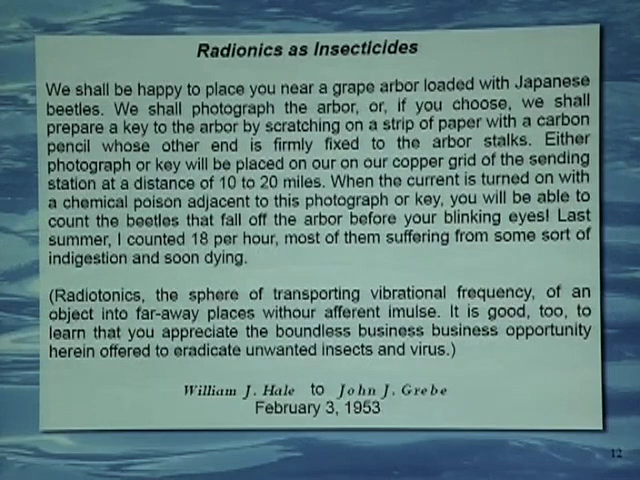 Radionics as Insecticides
We shall be happy to place you near a grape arbor loaded with Japanese
beetles. We shall photograph the arbor, or, if you choose, we shall
prepare a key to the arbor by scratching on a strip of paper with a carbon
pencil whose other end is firmly fixed to the arbor stalks. Either
photograph or key will be placed on our on our copper grid of the sending
station at a distance of 10 to 20 miles. When the current is turned on with
a chemical poison adjacent to this photograph or key, you will be able to
count the beetles that fall off the arbor before your blinking eyes! Last
summer, I counted 18 per hour, most of them suffering from some sort of
indigestion and soon dying.
(Radiotonics, the sphere of transporting vibrational frequency, of an
object into far-away places withour afferent imulse. It is good, too, to
learn that you appreciate the boundless business business opportunity
herein offered to eradicate unwanted insects and virus.)
William J. Hale to John J. Grebe
February 3, 1953
12